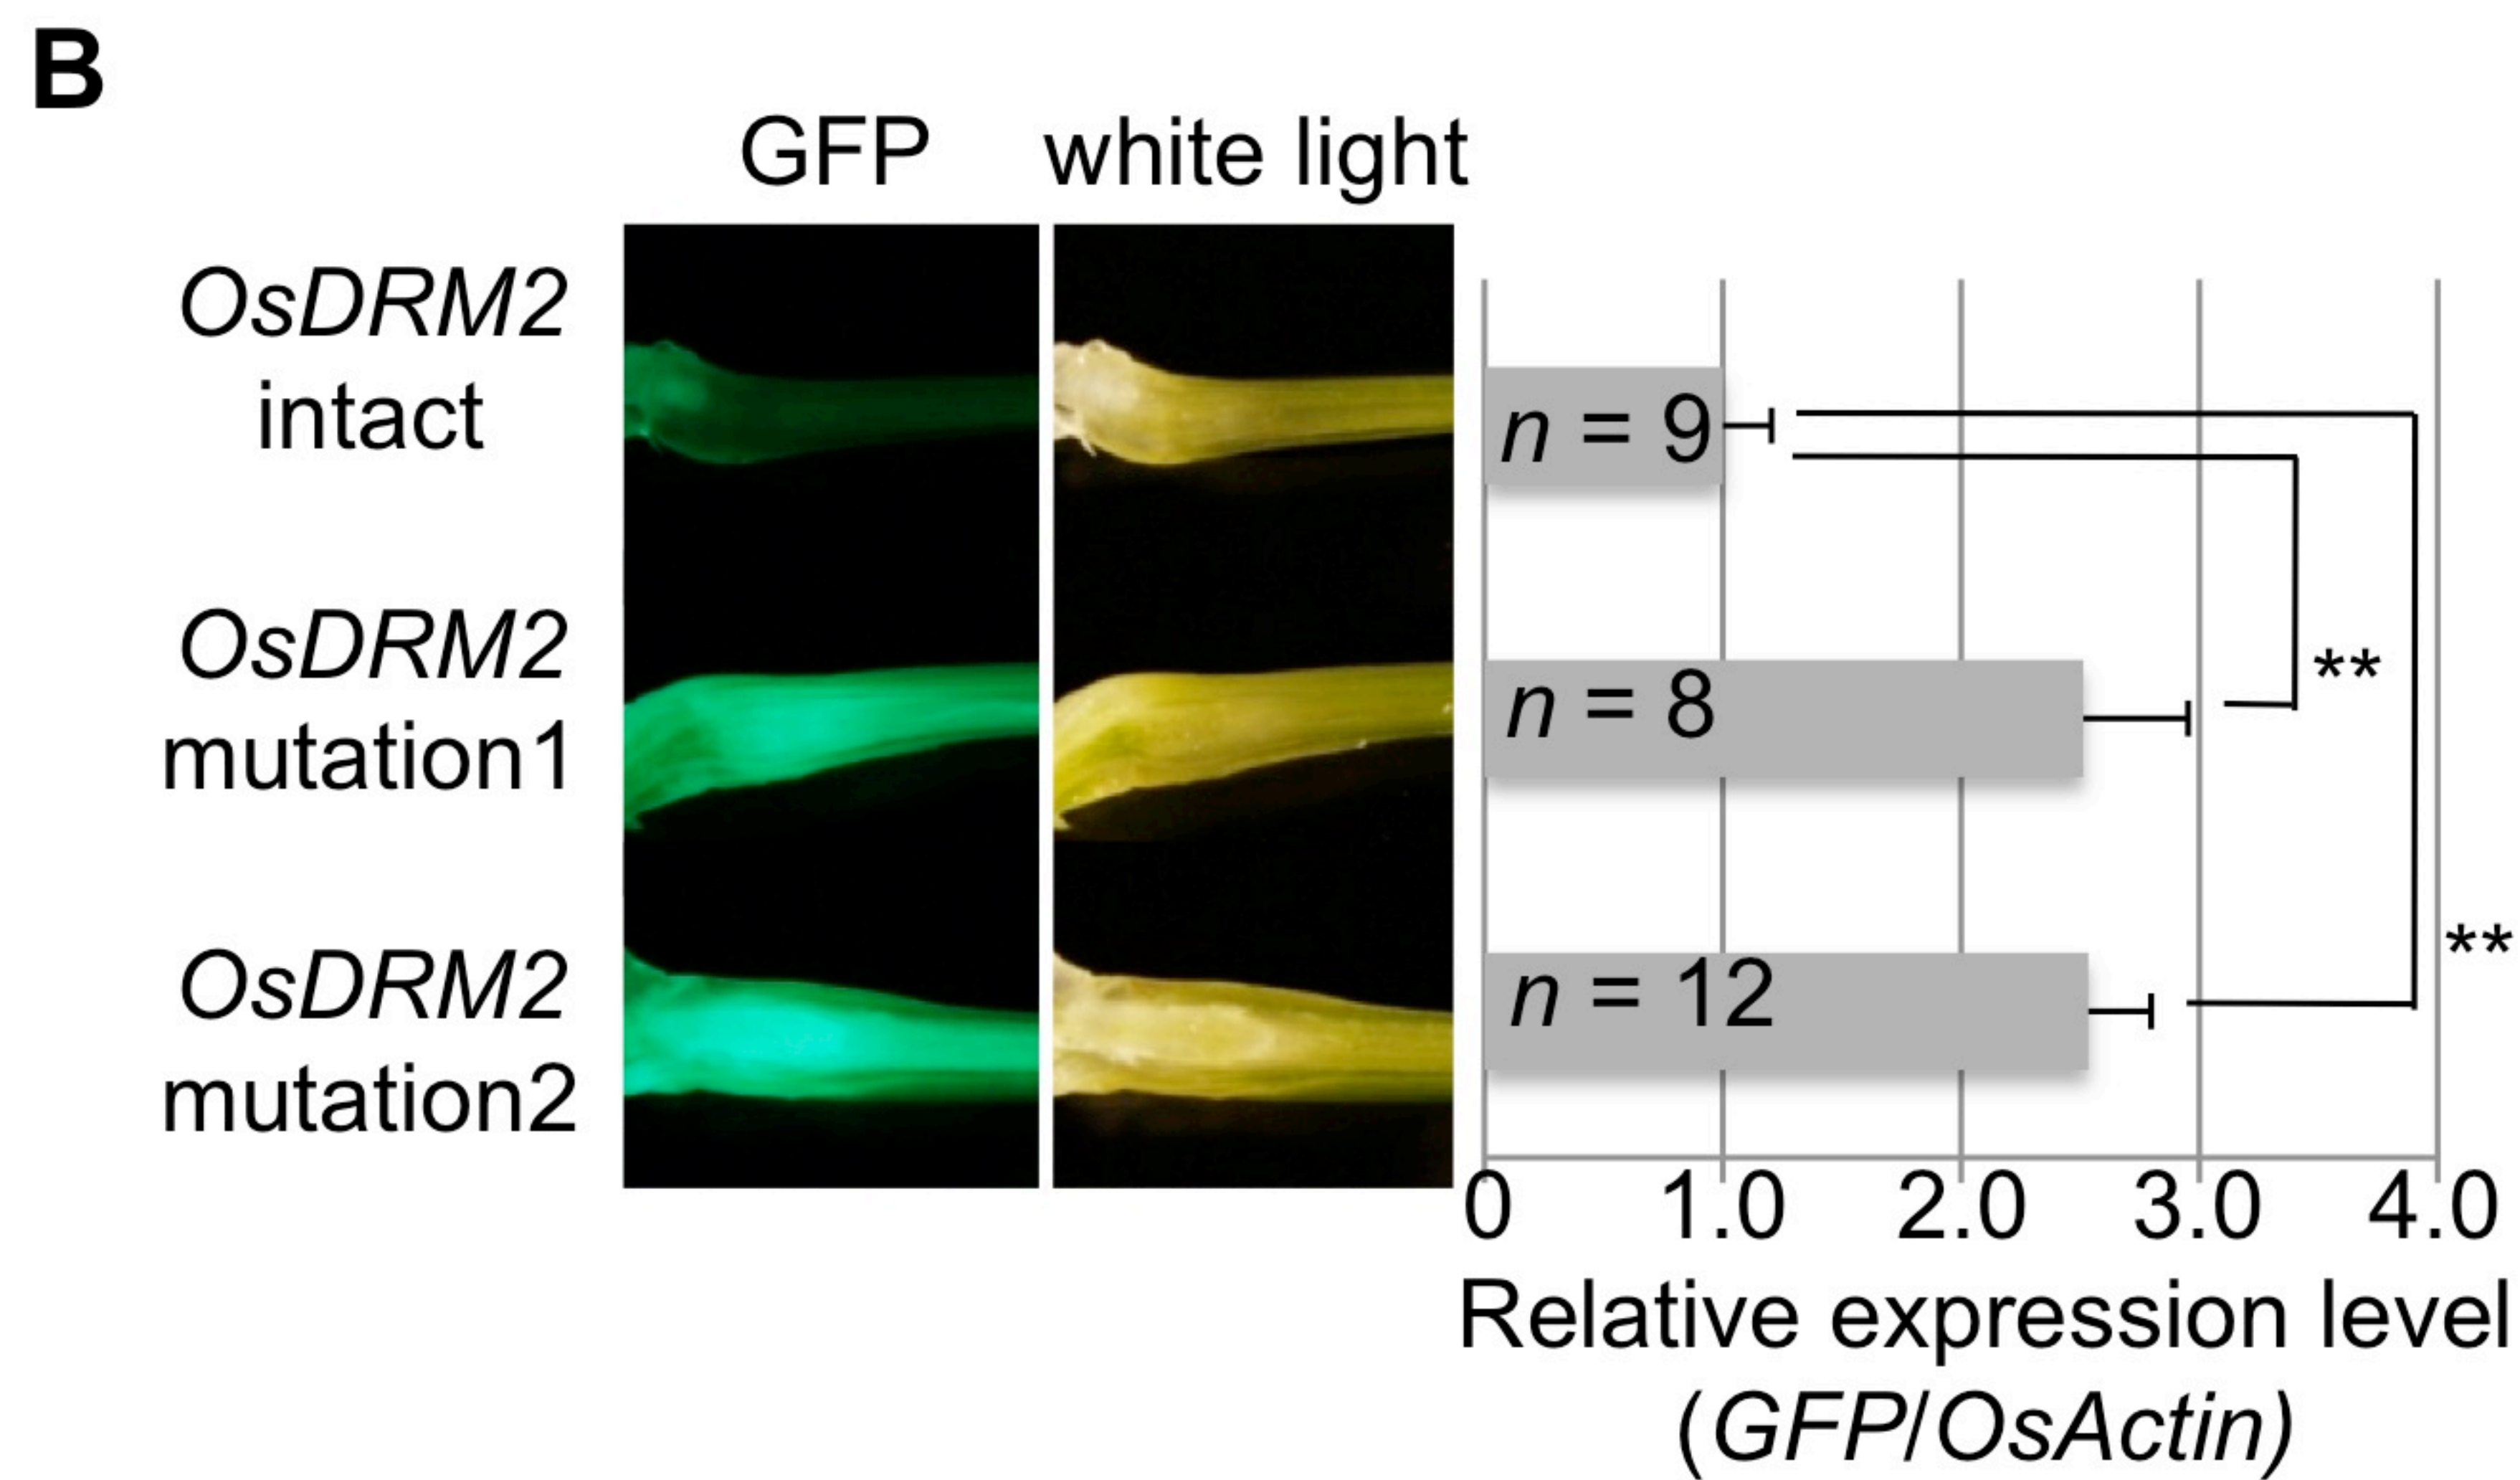 B
GFP
white light
OsDRM2
intact
n = 9
OsDRM2
mutation1
n = 8
**
OsDRM2
mutation2
n = 12
**
0
1.0
2.0
3.0
4.0
Relative expression level
(GFP/OsActin)